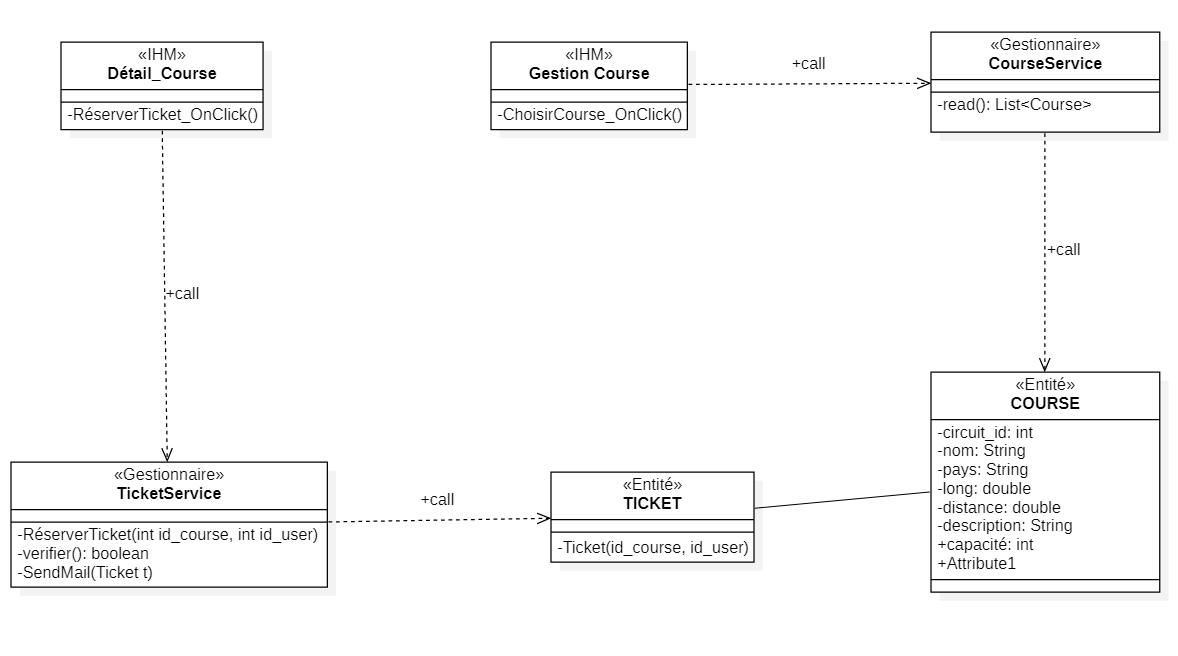 «IHM»
Détail_Course
-RéserverTicket_OnClick()
«IHM»
Gestion Course
-ChoisirCourse_OnClick()
+call
«Gestionnaire»
CourseService
-read(): List<Course>
+call
+call
«Gestionnaire»
TicketService
-RéserverTicket(int id_course, int id_user)
-verifier(): boolean
-SendMail(Ticket t)
+call
«Entité»
TICKET
-Ticket(id_course, id_user)
«Entité»
COURSE
-circuit_id: int
-nom: String
-pays: String
-long: double
-distance: double
-description: String
+capacité: int
+Attribute1